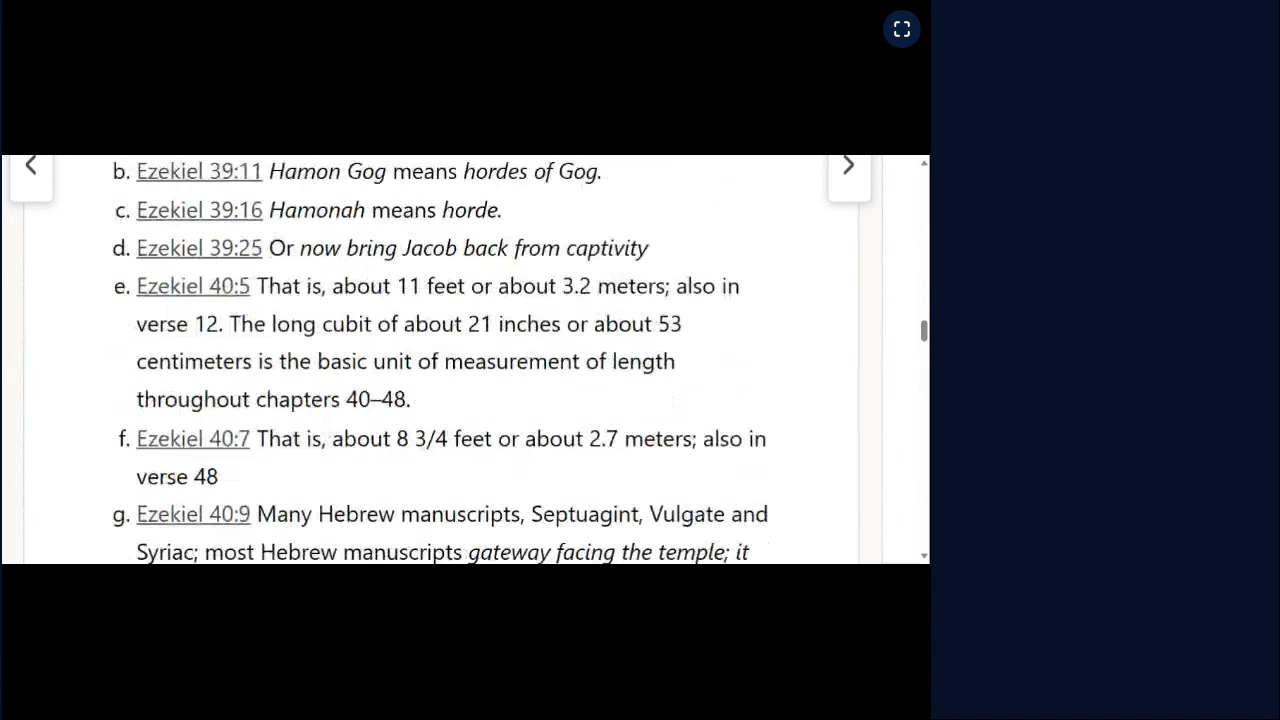 b. Ezekiel 39:11 Hamon Gog means hordes of Gog.
c. Ezekiel 39:16 Hamonah means horde.
d. Ezekiel 39:25 Or now bring Jacob back from captivity
e. Ezekiel 40:5 That is, about 11 feet or about 3.2 meters; also in
verse 12. The long cubit of about 21 inches or about 53
centimeters is the basic unit of measurement of length
throughout chapters 40–48.
f. Ezekiel 40:7 That is, about 8 3/4 feet or about 2.7 meters; also in
verse 48
g. Ezekiel 40:9 Many Hebrew manuscripts, Septuagint, Vulgate and
Syriac; most Hebrew manuscripts gateway facing the temple; it